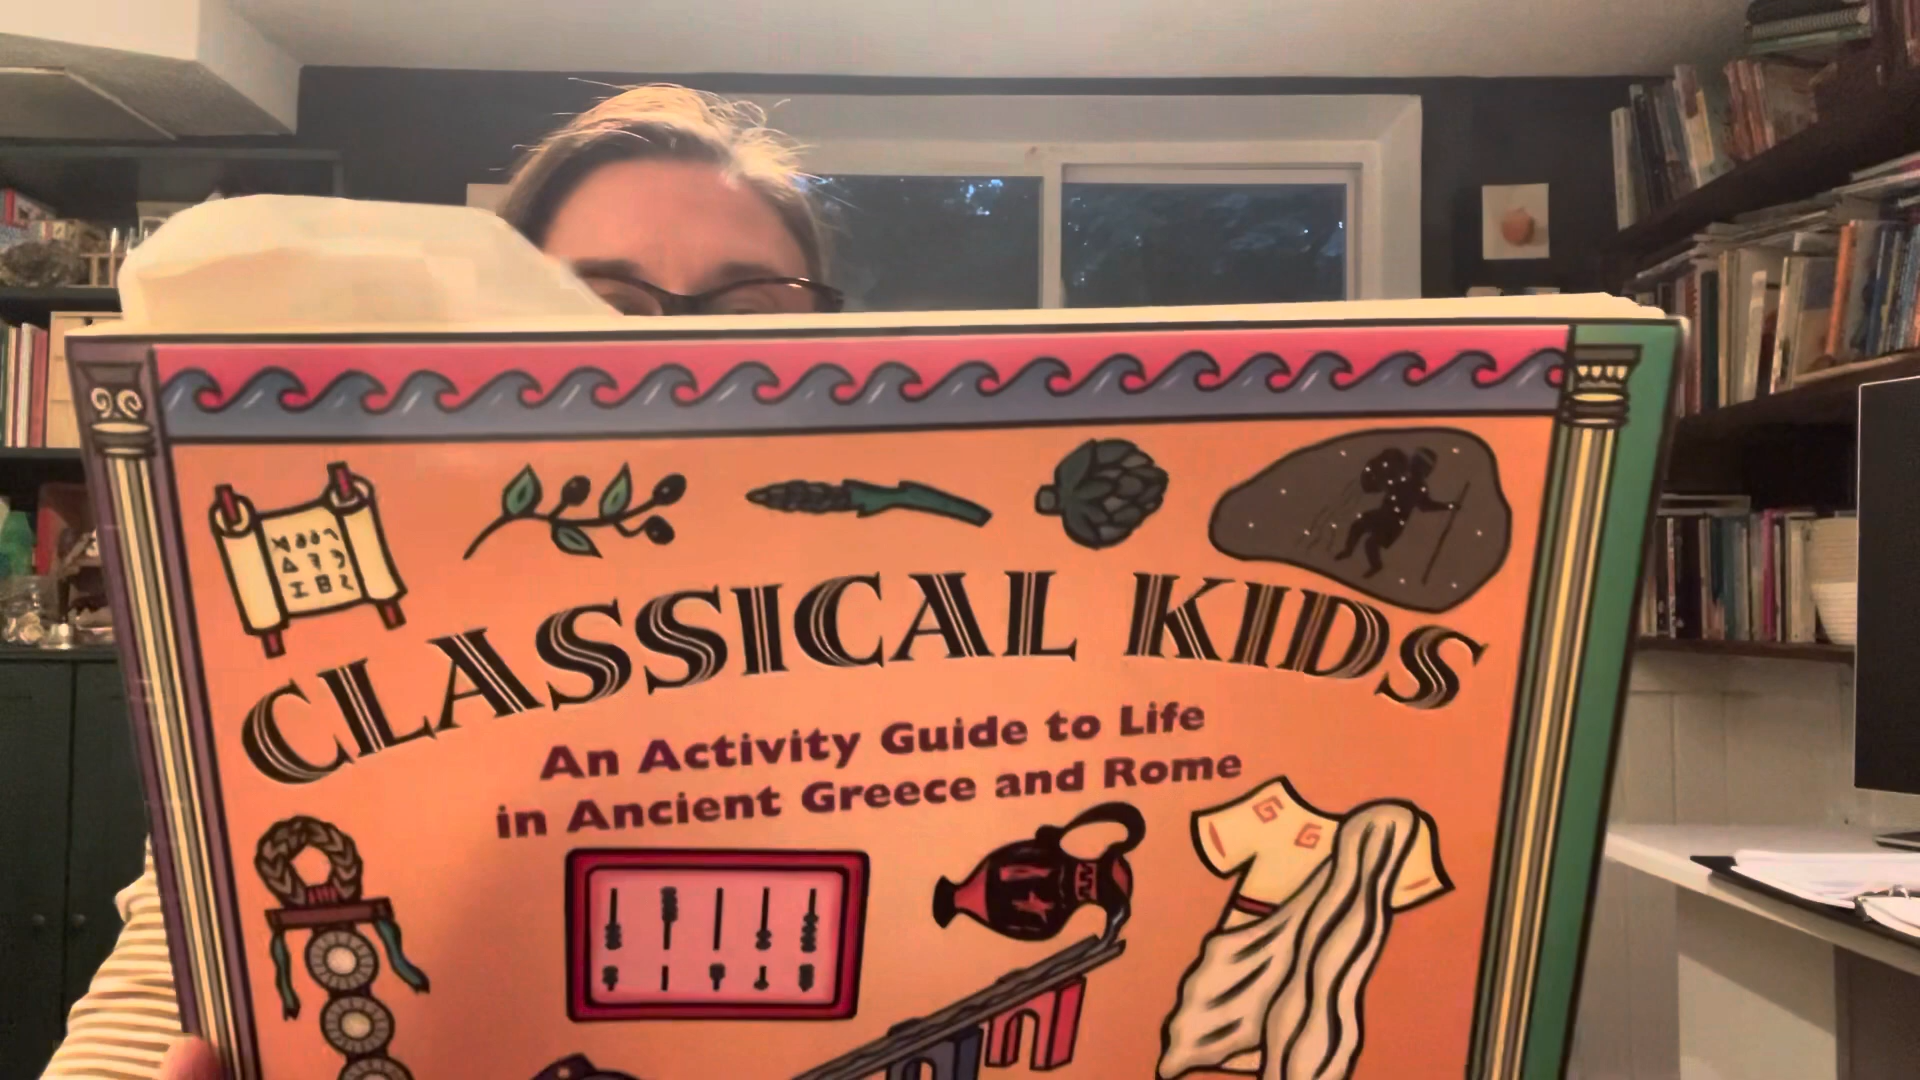 CLASSICAL KIDS
An Activity Guide to Life
in Ancient Greece and Rome